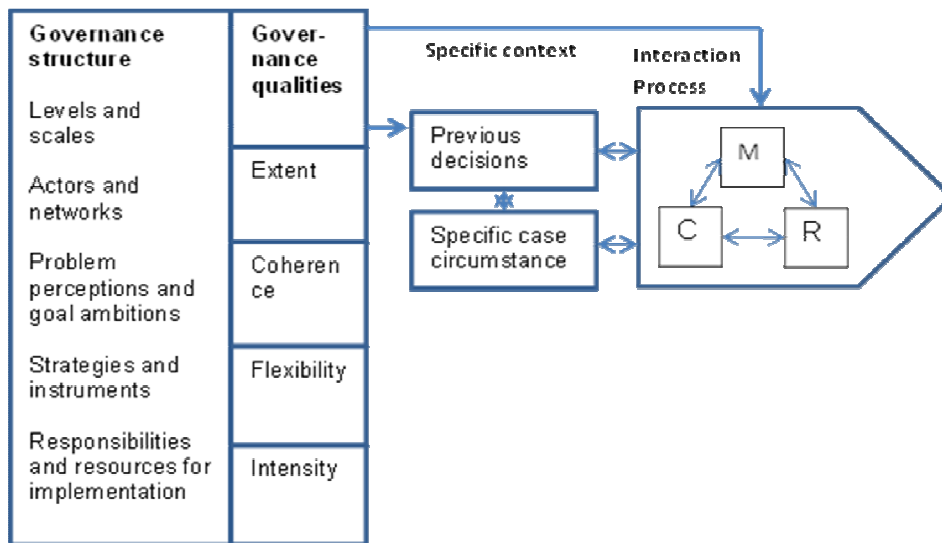 Governance
structure
Levels and
scales
Actors and
networks
Problem
perceptions and
goal ambitions
Strategies and
instruments
Responsibilities
and resources for
implementation
Gover-
nance
qualities
Extent
Coheren
ce
Flexibility
Intensity
Specific context
Previous
decisions
Specific case
circumstance
Interaction
Process
M
C
R